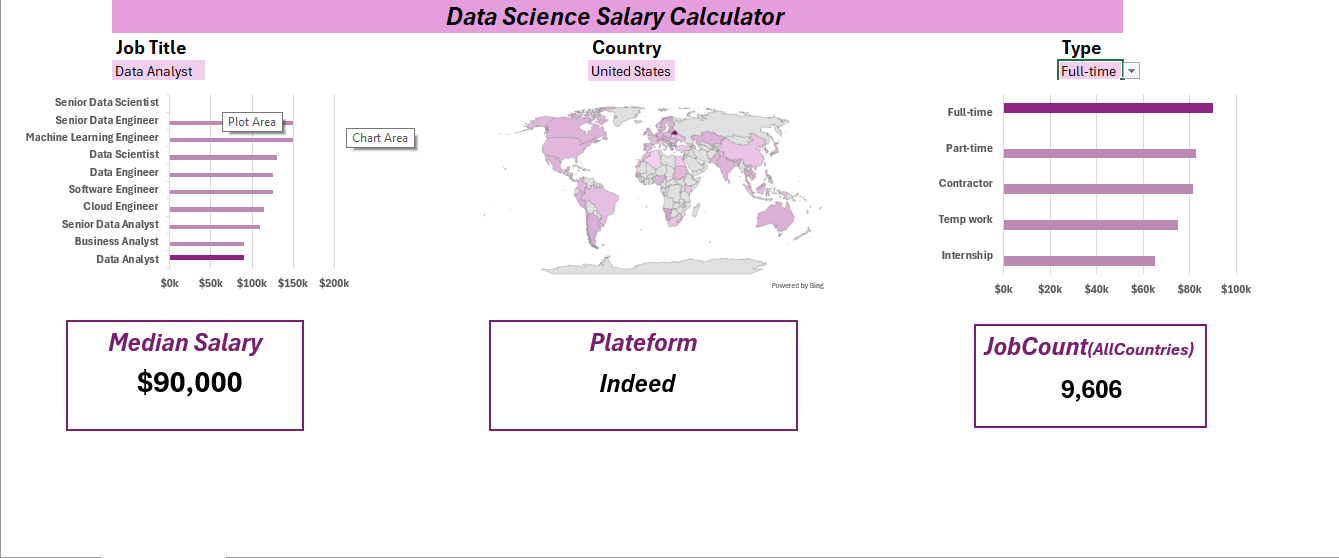 Data Science Salary Calculator
Job Title
Country
Type
Data Analyst
United States
Full-time
Senior Data Scientist
Senior Data Engineer
Machine Learning Engineer
Data Scientist
Data Engineer
Software Engineer
Cloud Engineer
Senior Data Analyst
Business Analyst
Data Analyst
$0k $50k $100k $150k $200k
Plot Area
Chart Area
Powered by Bing
Full-time
Part-time
Contractor
Temp work
Internship
$0k $20k $40k $60k $80k $100k
Median Salary
$90,000
Plateform
Indeed
JobCount(AllCountries)
9,606